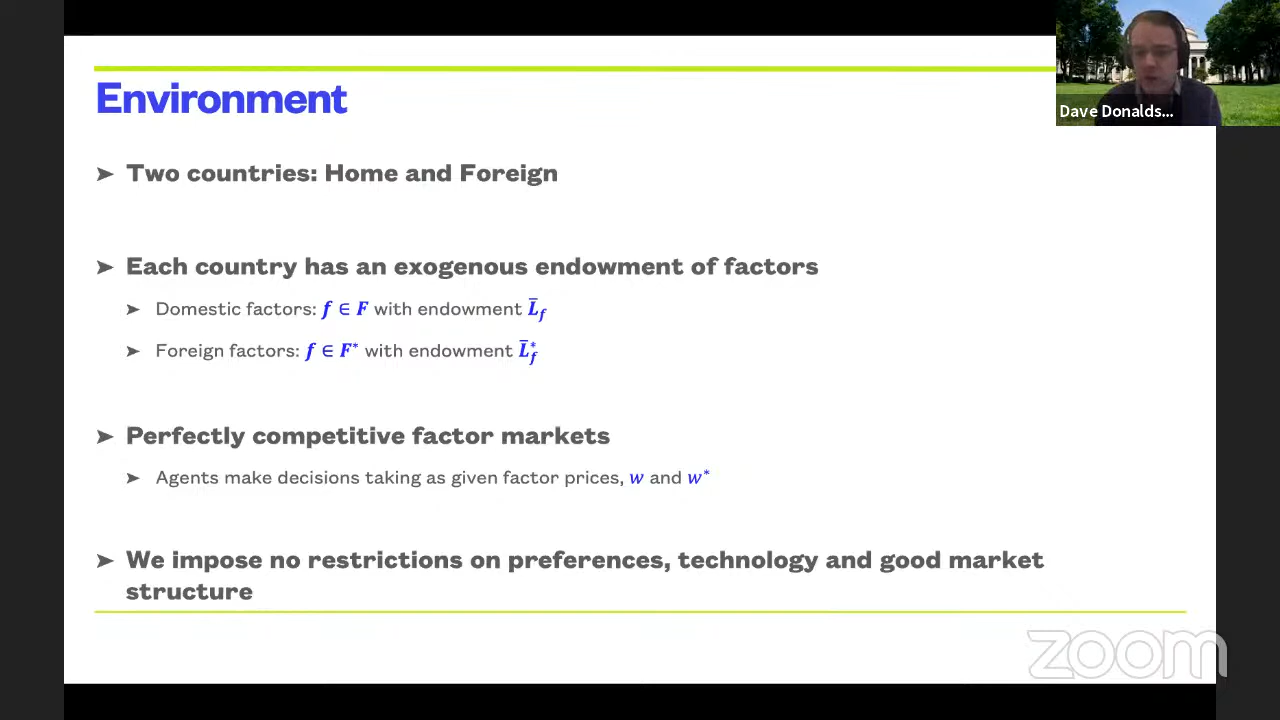 Environment
Dave Donalds...
➤ Two countries: Home and Foreign
➤ Each country has an exogenous endowment of factors
➤ Domestic factors: f ∈ F with endowment L̄_f
➤ Foreign factors: f ∈ F* with endowment L̄*_f
➤ Perfectly competitive factor markets
➤ Agents make decisions taking as given factor prices, w and w*
➤ We impose no restrictions on preferences, technology and good market
structure
zoom